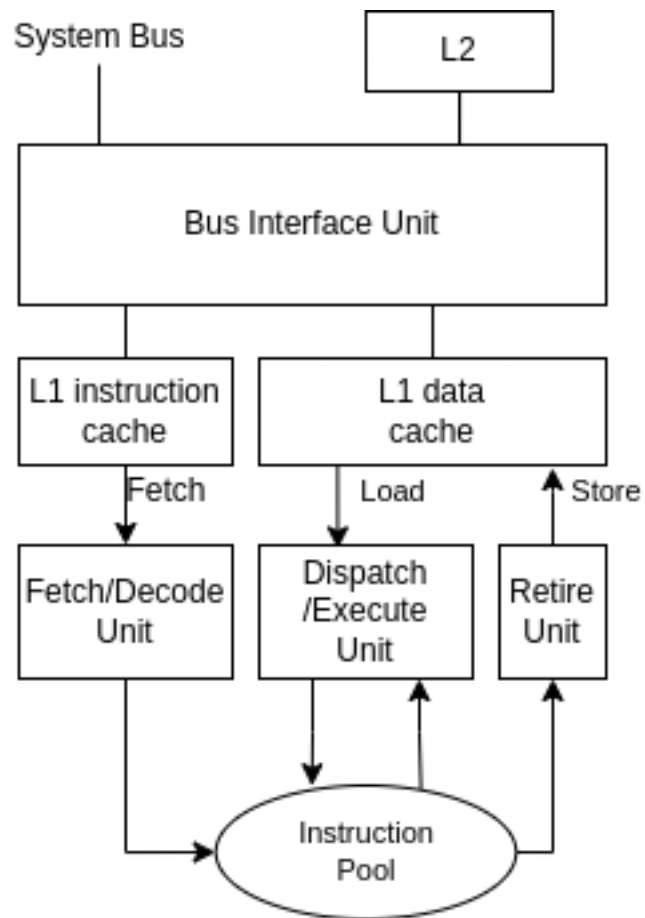 System Bus
L2
Bus Interface Unit
L1 instruction
cache
L1 data
cache
Fetch
Load
Store
Fetch/Decode
Unit
Dispatch
/Execute
Unit
Retire
Unit
Instruction
Pool